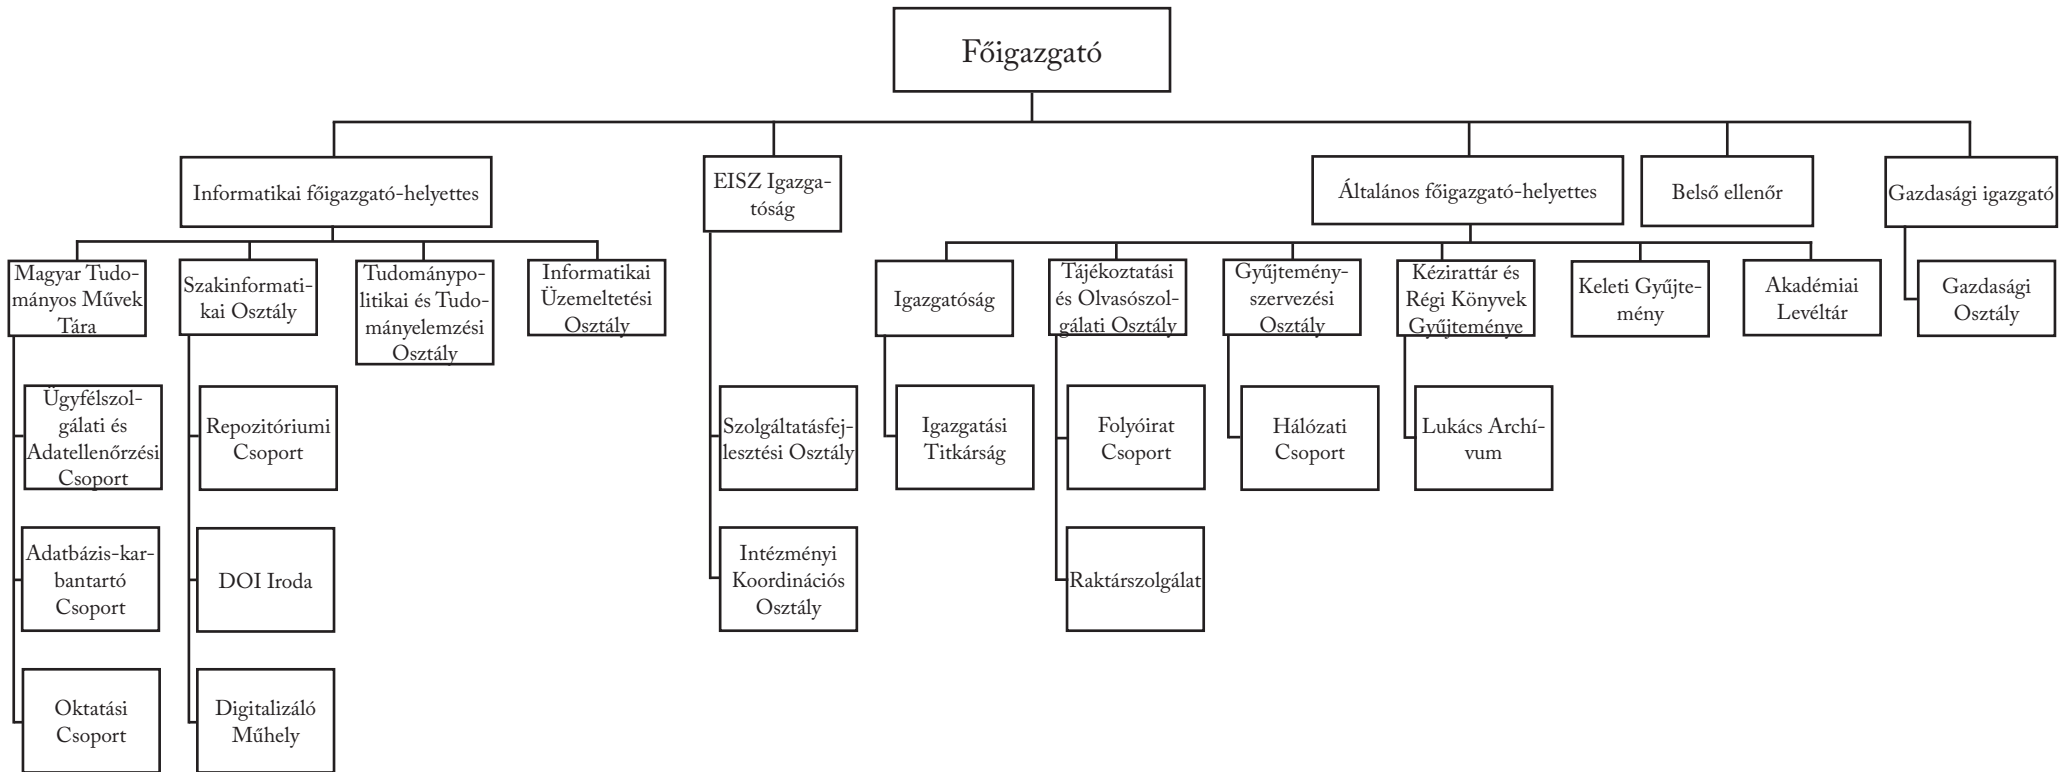 Főigazgató
Informatikai főigazgató-helyettes
EISZ Igazga-
tóság
Általános főigazgató-helyettes
Belső ellenőr
Gazdasági igazgató
Magyar Tudo-
mányos Művek
Tára
Szakinformati-
kai Osztály
Tudománypo-
litikai és Tudo-
mányelemzési
Osztály
Informatikai
Üzemeltetési
Osztály
Igazgatóság
Tájékoztatási
és Olvasószol-
gálati Osztály
Gyűjtemény-
szervezési
Osztály
Kézirattár és
Régi Könyvek
Gyűjteménye
Keleti Gyűjte-
mény
Akadémiai
Levéltár
Gazdasági
Osztály
Ügyfélszol-
gálati és
Adatellenőrzési
Csoport
Repozitóriumi
Csoport
Szolgáltatásfej-
lesztési Osztály
Igazgatási
Titkárság
Folyóirat
Csoport
Hálózati
Csoport
Lukács Archí-
vum
Adatbázis-kar-
bantartó
Csoport
DOI Iroda
Intézményi
Koordinációs
Osztály
Raktárszolgálat
Oktatási
Csoport
Digitalizáló
Műhely